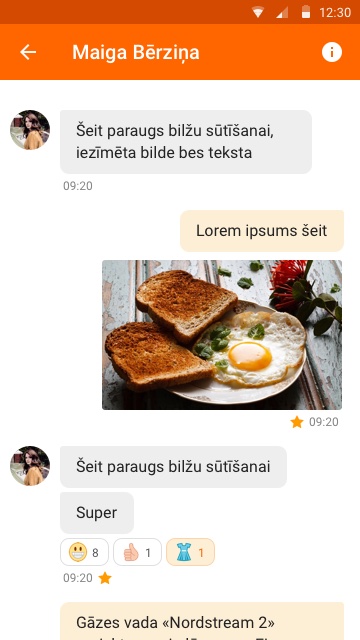 12:30
Maiga Bērziņa
Šeit paraugs bilžu sūtīšanai,
iezīmēta bilde bes teksta
09:20
Lorem ipsums šeit
09:20
Šeit paraugs bilžu sūtīšanai
Super
8 1 1
09:20
Gāzes vada «Nordstream 2»